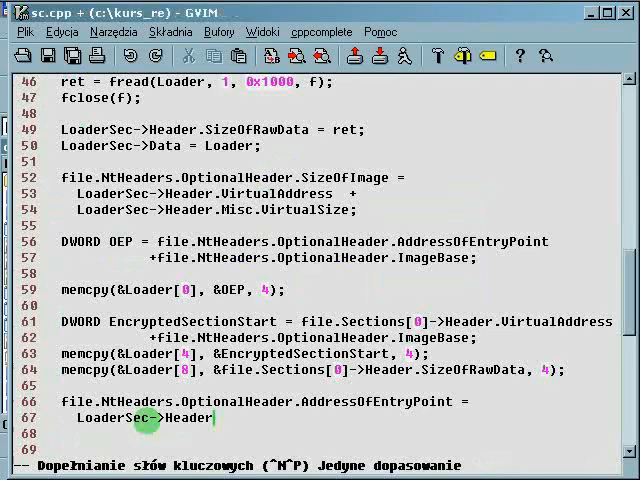 sc.cpp + (c:\kurs_re) - GVIM
Plik Edycja Narzędzia Składnia Bufory Widoki cppcomplete Pomoc
46 ret = fread(Loader, 1, 0x1000, f);
47 fclose(f);
48
49 LoaderSec->Header.SizeOfRawData = ret;
50 LoaderSec->Data = Loader;
51
52 file.NtHeaders.OptionalHeader.SizeOfImage =
53 LoaderSec->Header.VirtualAddress +
54 LoaderSec->Header.Misc.VirtualSize;
55
56 DWORD OEP = file.NtHeaders.OptionalHeader.AddressOfEntryPoint
57 +file.NtHeaders.OptionalHeader.ImageBase;
58
59 memcpy(&Loader[0], &OEP, 4);
60
61 DWORD EncryptedSectionStart = file.Sections[0]->Header.VirtualAddress
62 +file.NtHeaders.OptionalHeader.ImageBase;
63 memcpy(&Loader[4], &EncryptedSectionStart, 4);
64 memcpy(&Loader[8], &file.Sections[0]->Header.SizeOfRawData, 4);
65
66 file.NtHeaders.OptionalHeader.AddressOfEntryPoint =
67 LoaderSec->Header
68
69
-- Dopełnianie słów kluczowych (^N^P) Jedyne dopasowanie